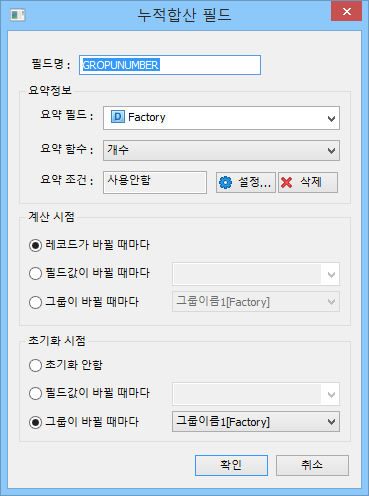 누적합산 필드
필드명 : GROPUNUMBER
요약정보
요약 필드 : D Factory
요약 함수 : 개수
요약 조건 : 사용안함 설정... 삭제
계산 시점
레코드가 바뀔 때마다
필드값이 바뀔 때마다
그룹이 바뀔 때마다 그룹이름1[Factory]
초기화 시점
초기화 안함
필드값이 바뀔 때마다
그룹이 바뀔 때마다 그룹이름1[Factory]
확인 취소